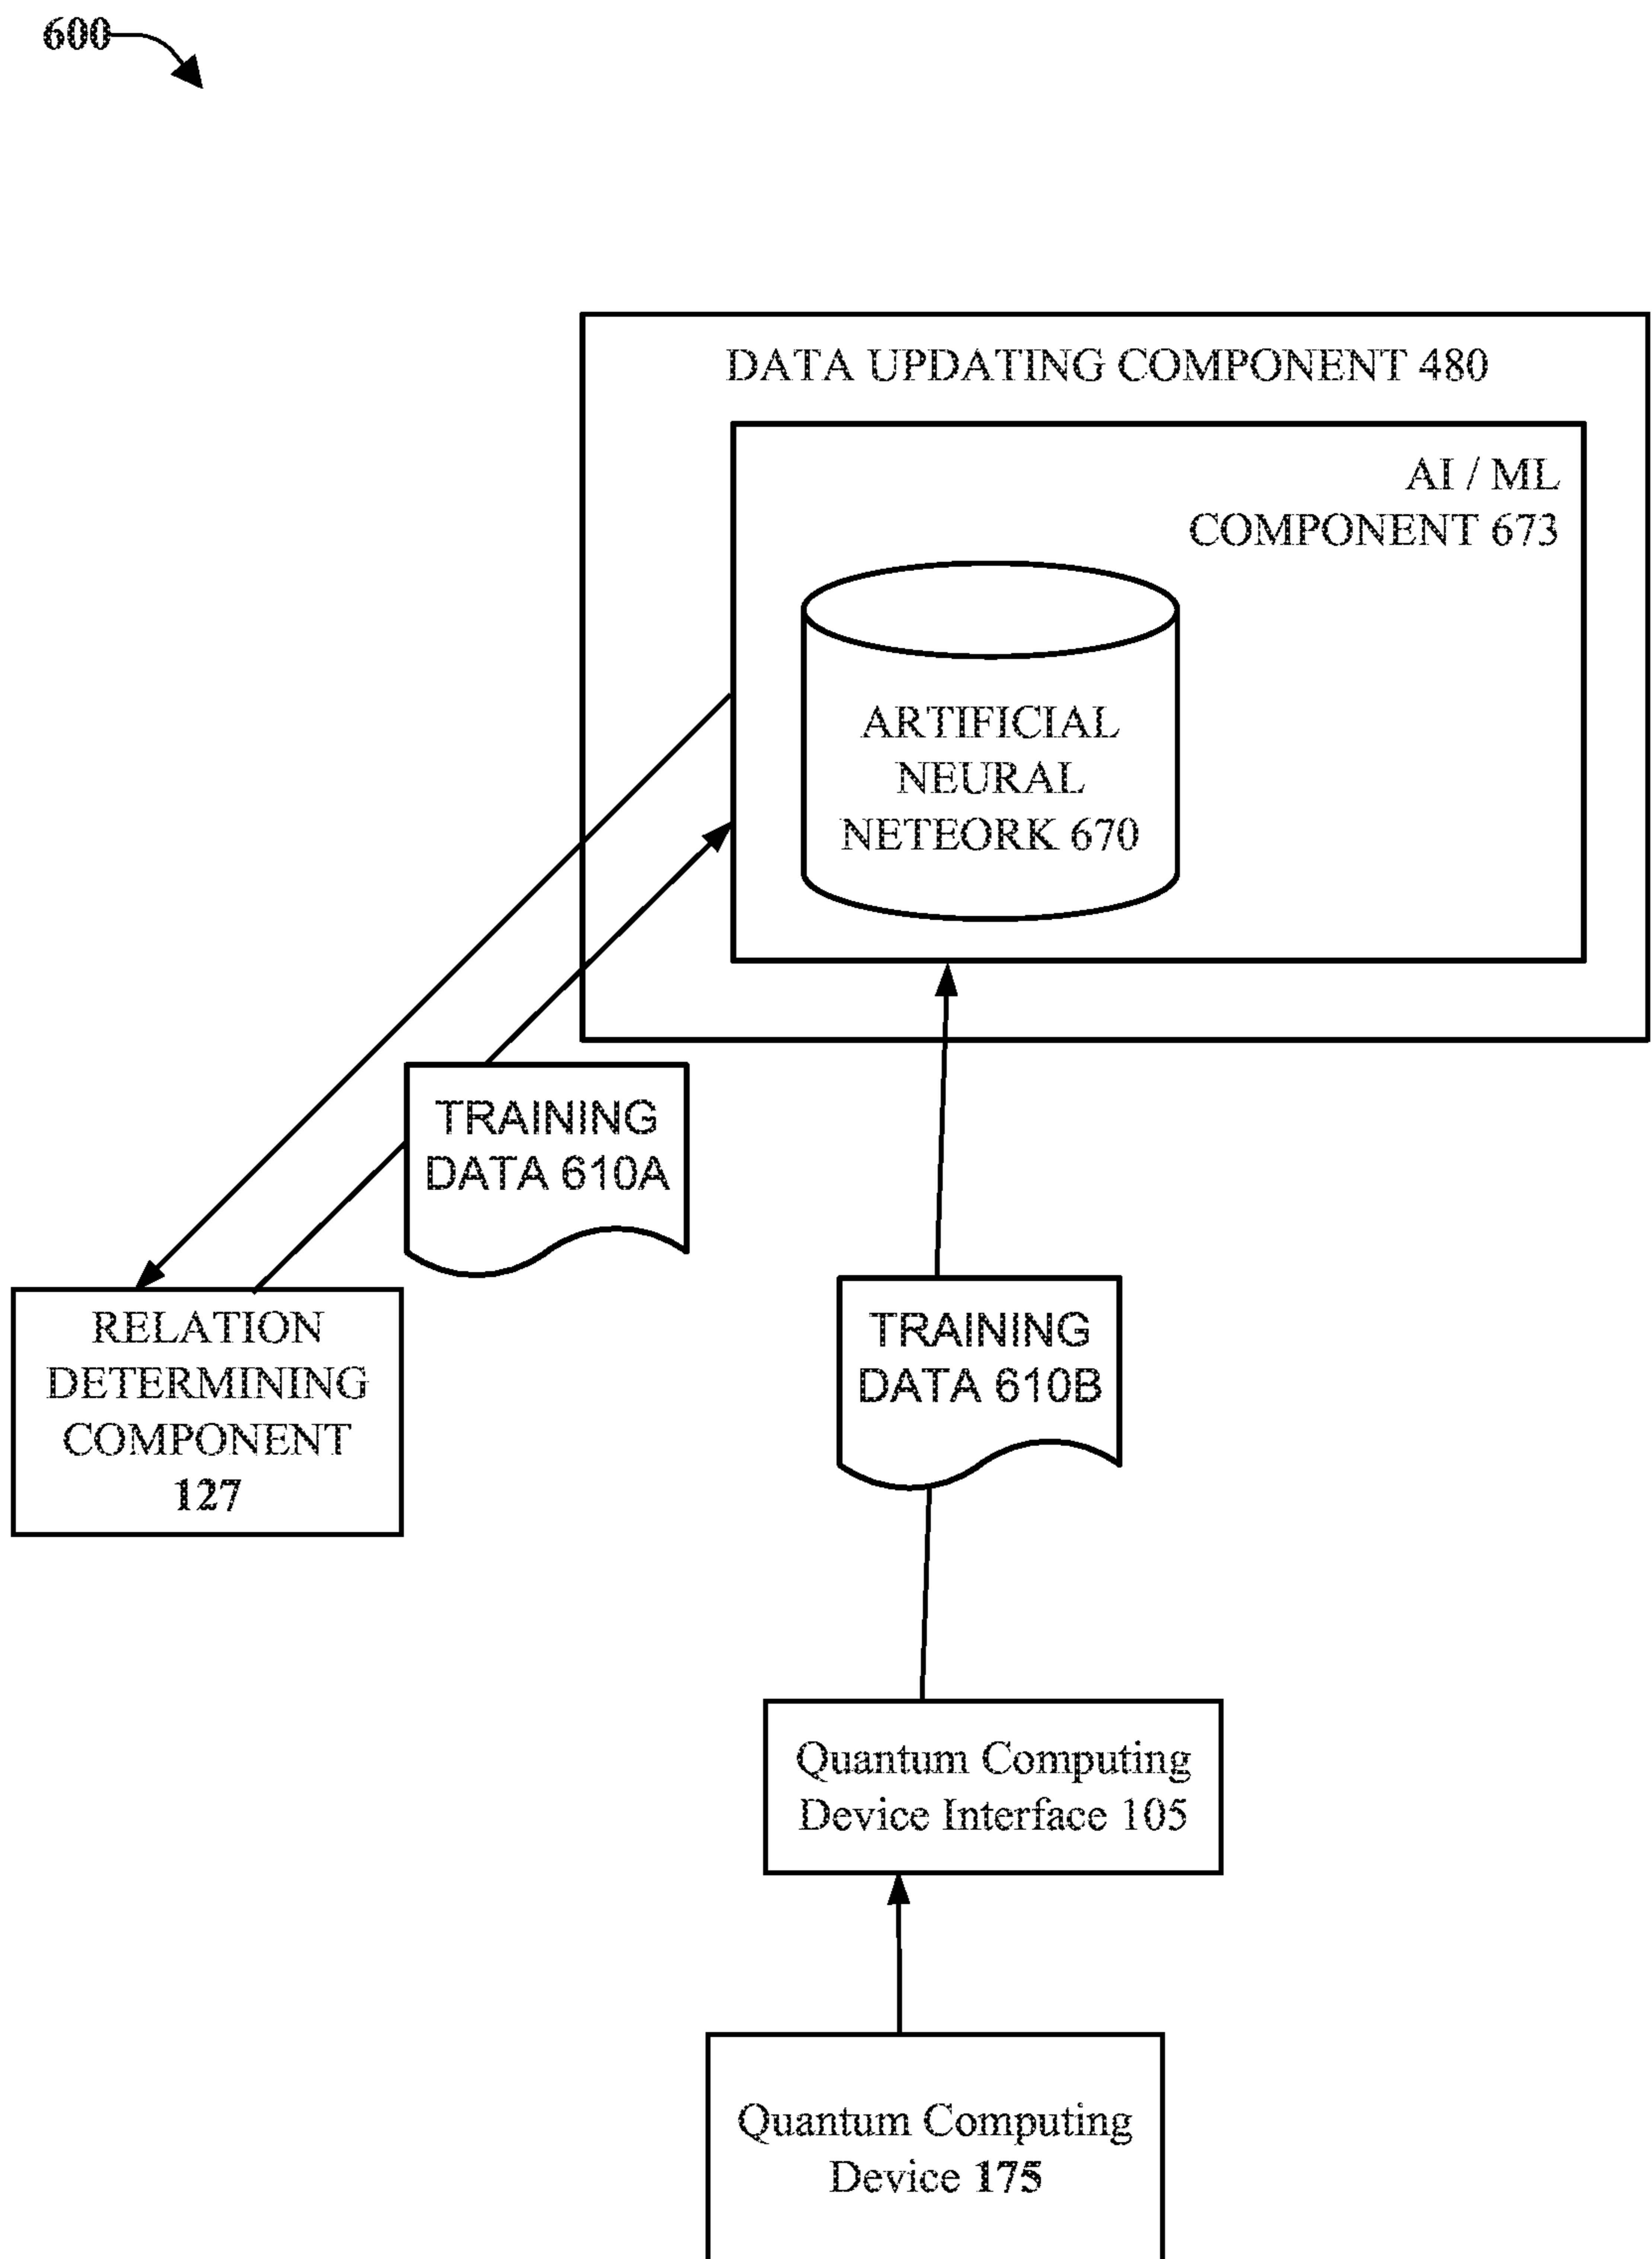 600
DATA UPDATING COMPONENT 480
AI / ML
COMPONENT 673
ARTIFICIAL
NEURAL
NETEORK 670
TRAINING
DATA 610A
RELATION
DETERMINING
COMPONENT
127
TRAINING
DATA 610B
Quantum Computing
Device Interface 105
Quantum Computing
Device 175